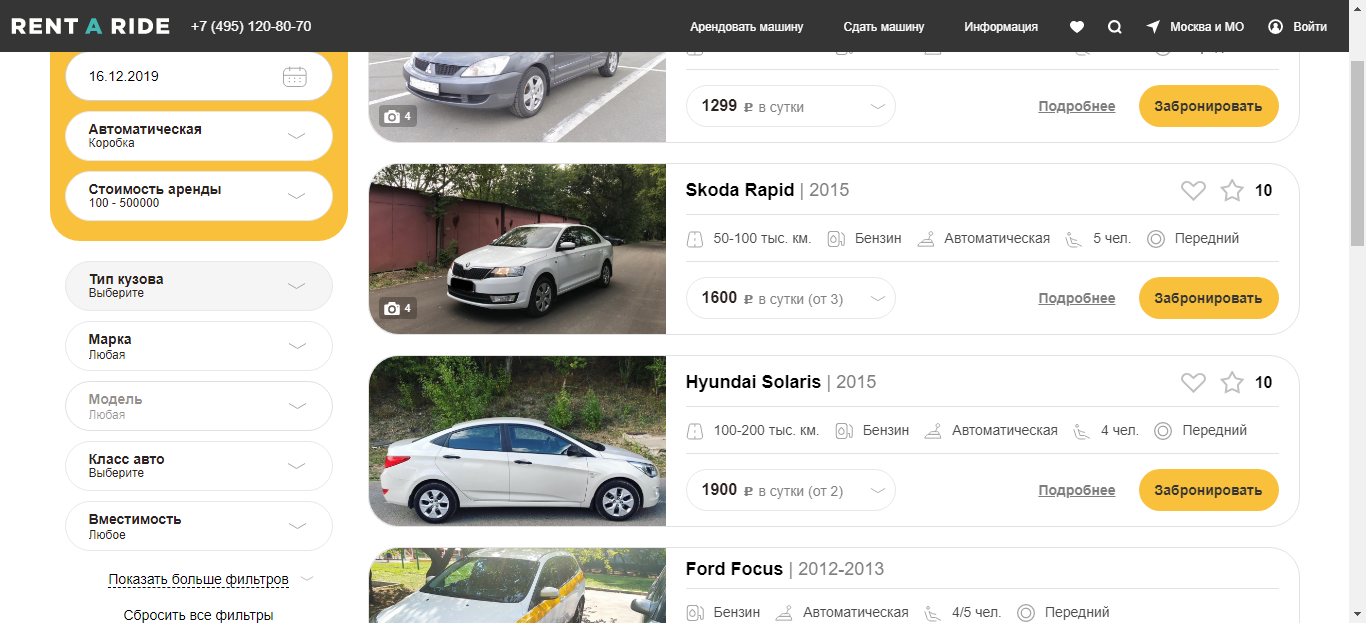 RENT A RIDE +7 (495) 120-80-70 Арендовать машину Сдать машину Информация Москва и МО Войти
16.12.2019
Автоматическая
Коробка
Стоимость аренды
100 - 500000
Тип кузова
Выберите
Марка
Любая
Модель
Любая
Класс авто
Выберите
Вместимость
Любое
Показать больше фильтров
Сбросить все фильтры
4
1299 ₽ в сутки Подробнее Забронировать
4
Skoda Rapid | 2015 10
50-100 тыс. км. Бензин Автоматическая 5 чел. Передний
1600 ₽ в сутки (от 3) Подробнее Забронировать
Hyundai Solaris | 2015 10
100-200 тыс. км. Бензин Автоматическая 4 чел. Передний
1900 ₽ в сутки (от 2) Подробнее Забронировать
Ford Focus | 2012-2013
Бензин Автоматическая 4/5 чел. Передний